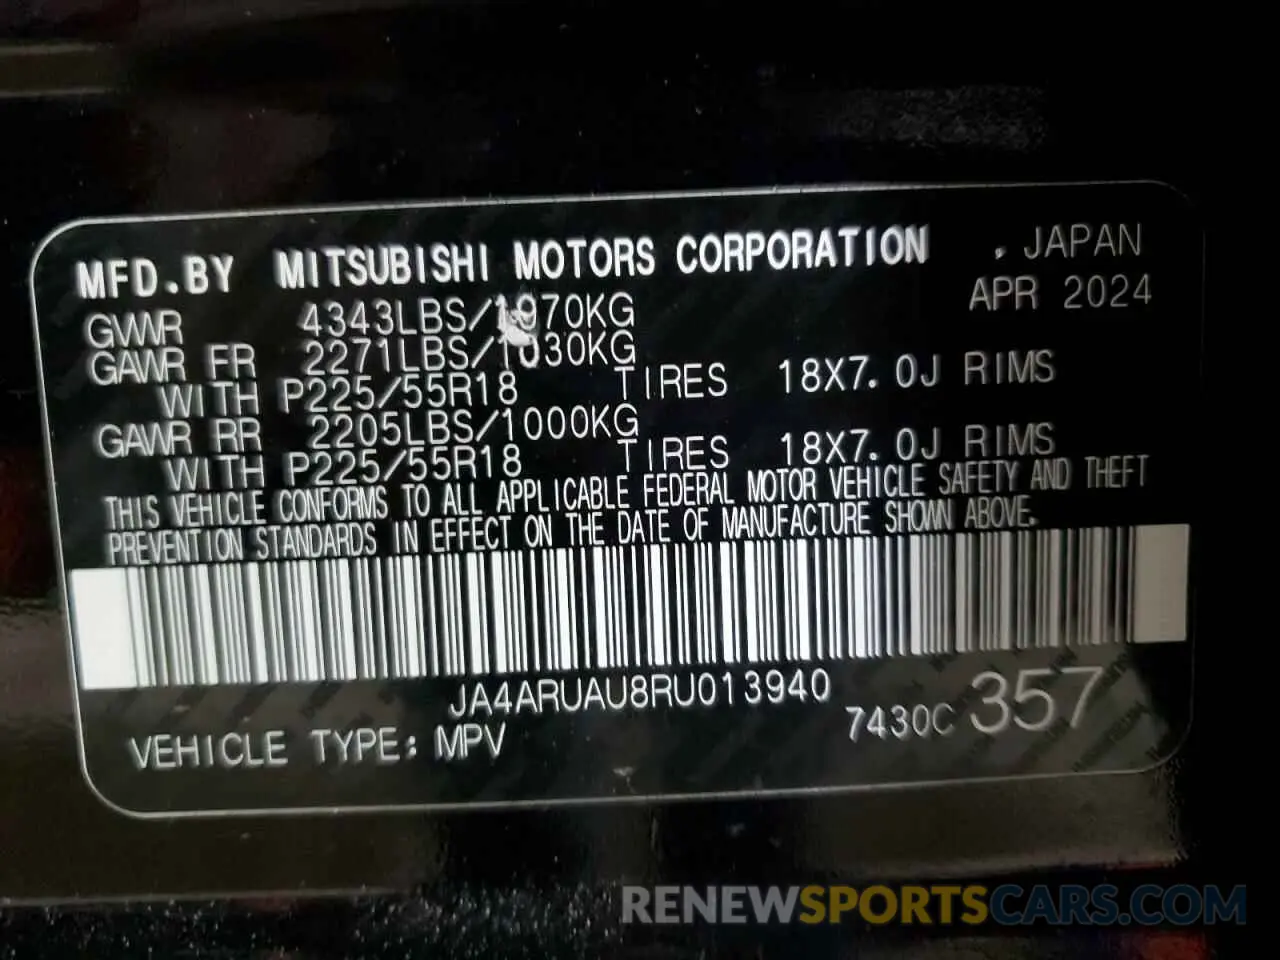 MFD.BY MITSUBISHI MOTORS CORPORATION , JAPAN
APR 2024
GVWR 4343LBS/1970KG
GAWR FR 2271LBS/1030KG
WITH P225/55R18 TIRES 18X7.0J RIMS
GAWR RR 2205LBS/1000KG
WITH P225/55R18 TIRES 18X7.0J RIMS
THIS VEHICLE CONFORMS TO ALL APPLICABLE FEDERAL MOTOR VEHICLE SAFETY AND THEFT
PREVENTION STANDARDS IN EFFECT ON THE DATE OF MANUFACTURE SHOWN ABOVE.
JA4ARUAU8RU013940
7430C 357
VEHICLE TYPE: MPV
RENEWSPORTSCARS.COM